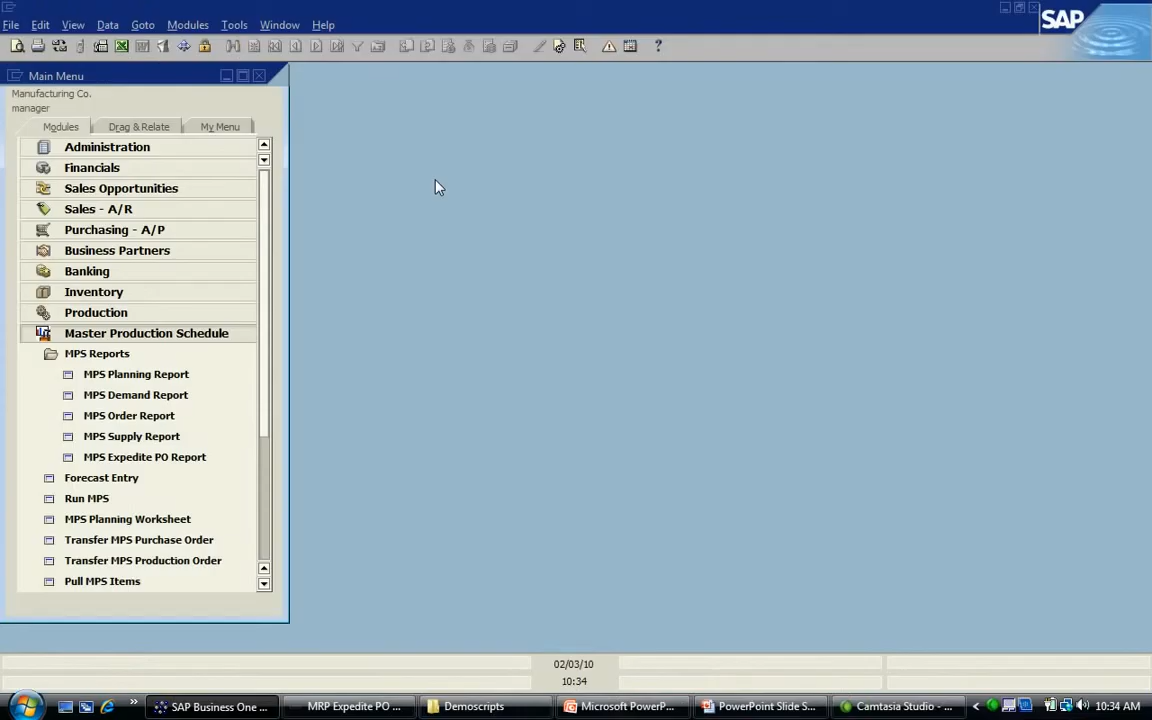 File Edit View Data Goto Modules Tools Window Help
SAP
Main Menu
Manufacturing Co.
manager
Modules Drag & Relate My Menu
Administration
Financials
Sales Opportunities
Sales - A/R
Purchasing - A/P
Business Partners
Banking
Inventory
Production
Master Production Schedule
MPS Reports
MPS Planning Report
MPS Demand Report
MPS Order Report
MPS Supply Report
MPS Expedite PO Report
Forecast Entry
Run MPS
MPS Planning Worksheet
Transfer MPS Purchase Order
Transfer MPS Production Order
Pull MPS Items
02/03/10
10:34
SAP Business One ... MRP Expedite PO ... Demoscripts Microsoft PowerP... PowerPoint Slide S... Camtasia Studio - ... 10:34 AM